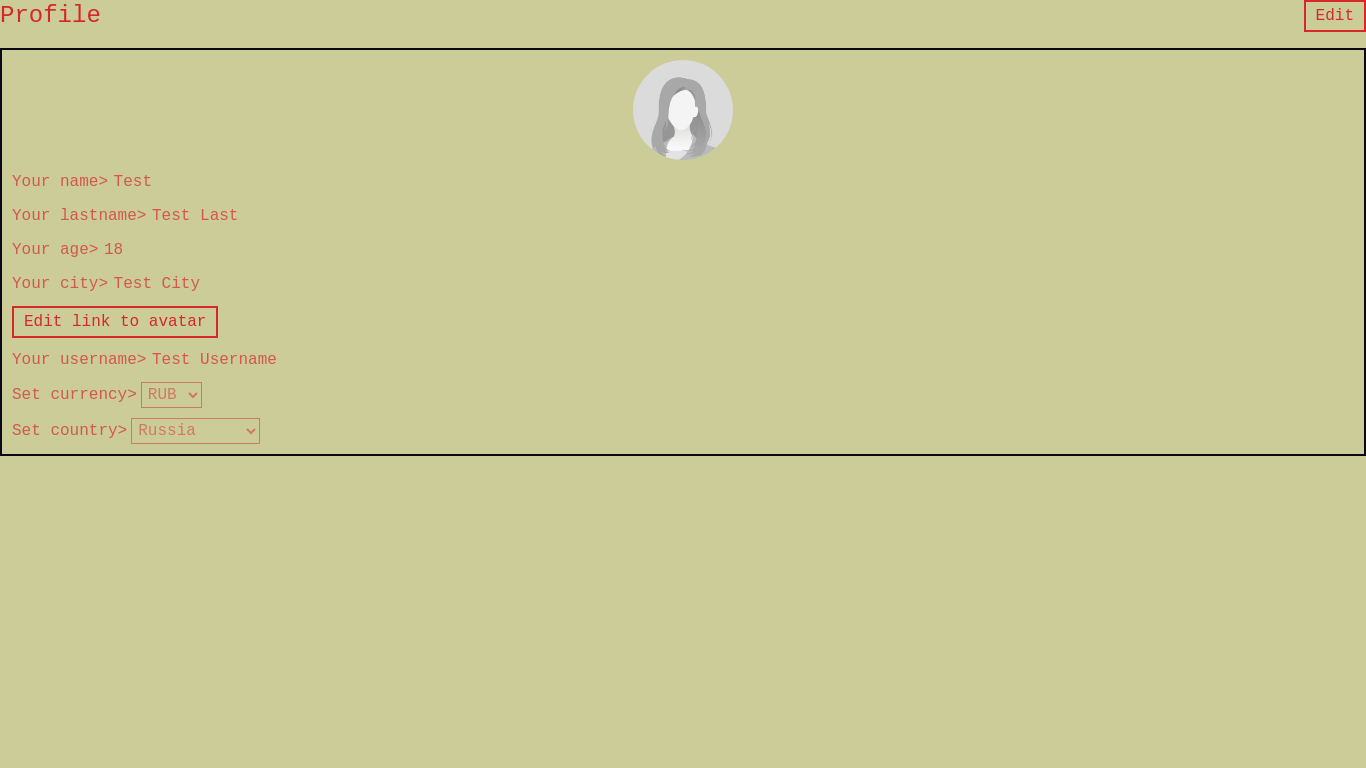 Profile
Edit
Your name> Test
Your lastname> Test Last
Your age> 18
Your city> Test City
Edit link to avatar
Your username> Test Username
Set currency> RUB
Set country> Russia